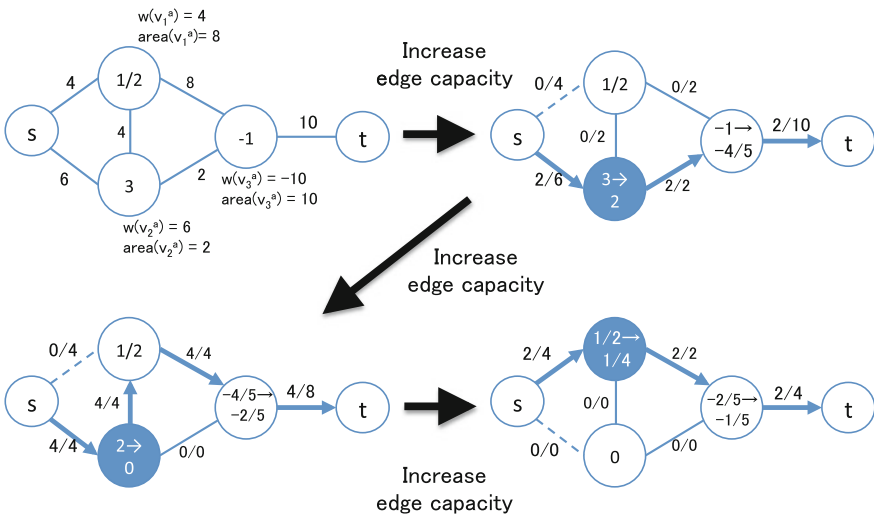 w(v₁ᵃ) = 4
area(v₁ᵃ)= 8
4
1/2
8
s
4
-1
10
t
6
3
2
w(v₃ᵃ) = -10
area(v₃ᵃ) = 10
w(v₂ᵃ) = 6
area(v₂ᵃ) = 2
Increase
edge capacity
0/4
1/2
0/2
s
0/2
-1→
-4/5
2/10
t
2/6
3→
2
2/2
Increase
edge capacity
0/4
1/2
4/4
s
4/4
-4/5→
-2/5
4/8
t
4/4
2→
0
0/0
Increase
edge capacity
2/4
1/2→
1/4
2/2
s
0/0
-2/5→
-1/5
2/4
t
0/0
0
0/0